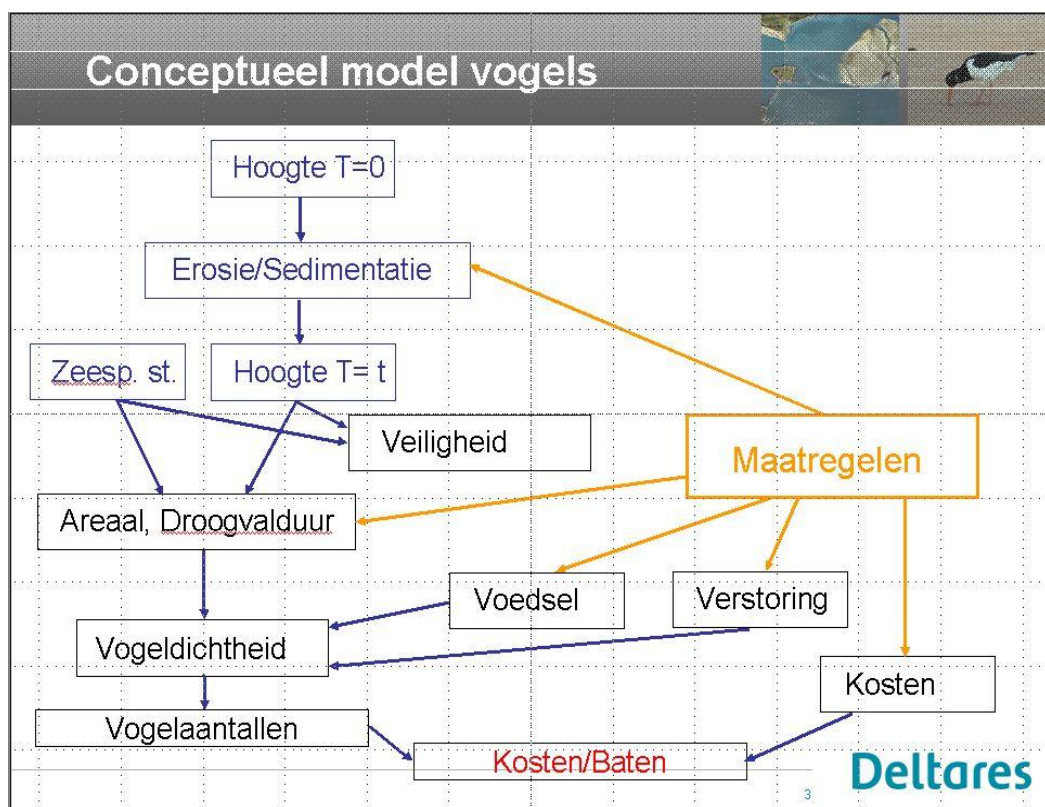 Conceptueel model vogels
Hoogte T=0
Erosie/Sedimentatie
Zeesp. st.
Hoogte T= t
Veiligheid
Maatregelen
Areaal, Droogvalduur
Voedsel
Verstoring
Vogeldichtheid
Kosten
Vogelaantallen
Kosten/Baten
Deltares
3